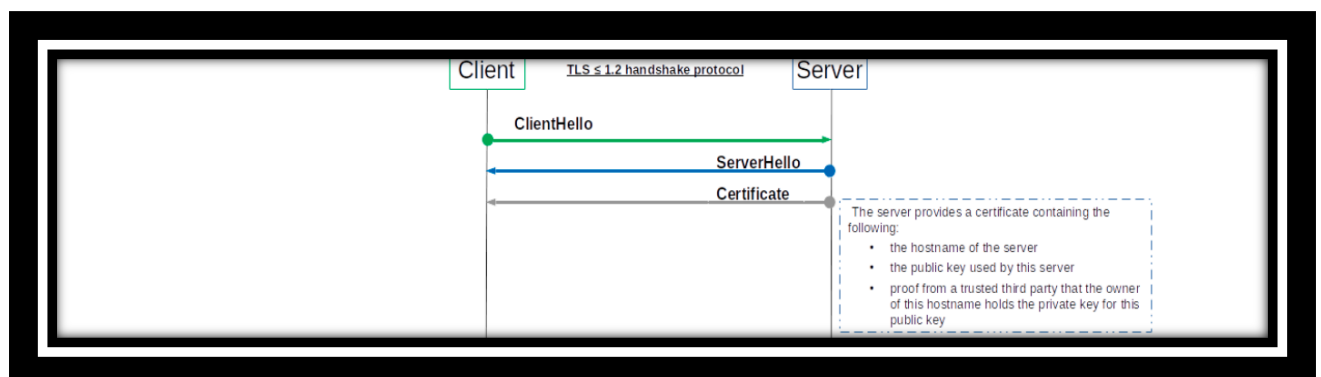 Client
TLS ≤ 1.2 handshake protocol
Server
ClientHello
ServerHello
Certificate
The server provides a certificate containing the
following:
• the hostname of the server
• the public key used by this server
• proof from a trusted third party that the owner
of this hostname holds the private key for this
public key